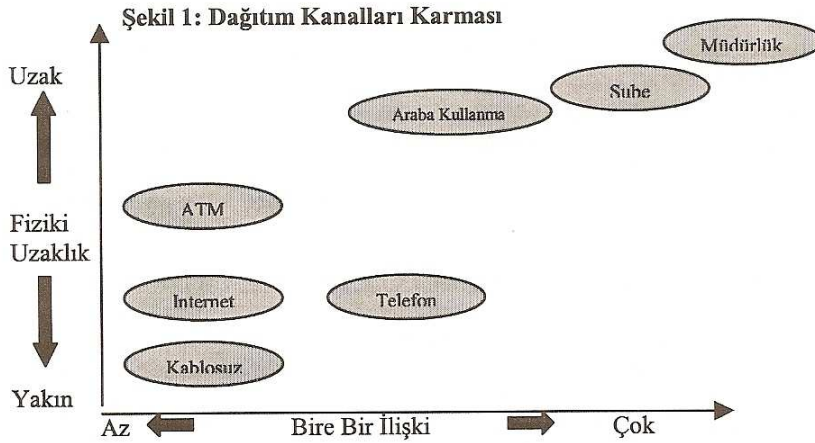 Şekil 1: Dağıtım Kanalları Karması
Müdürlük
Uzak
Sube
Araba Kullanma
ATM
Fiziki
Uzaklık
Internet
Telefon
Kablosuz
Yakın
Az
Bire Bir İlişki
Çok